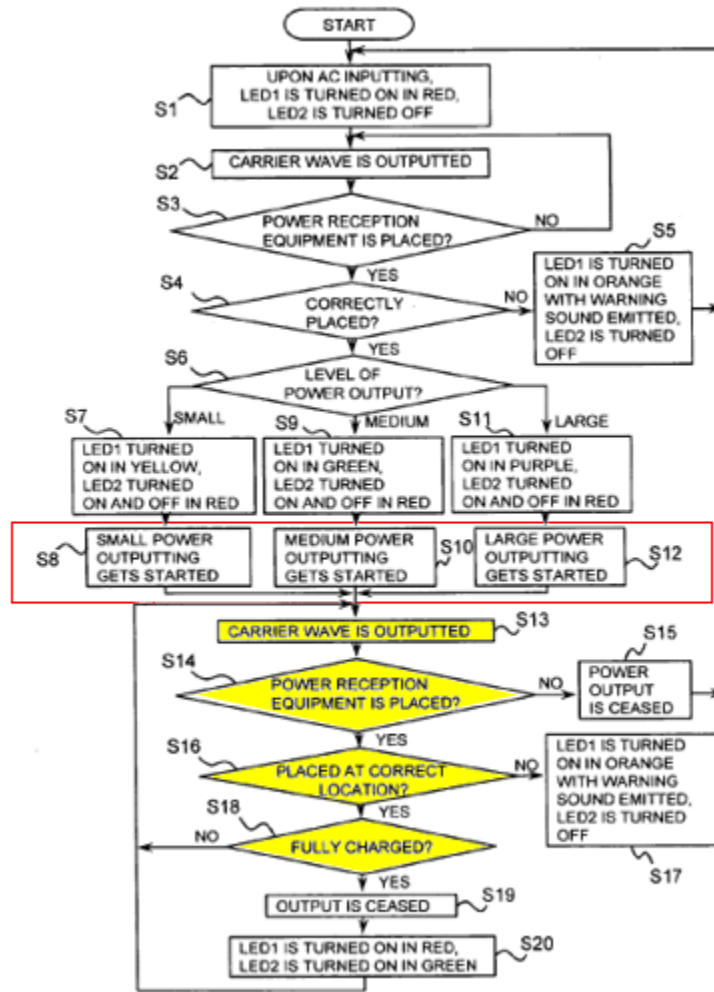 START
UPON AC INPUTTING,
LED1 IS TURNED ON IN RED,
LED2 IS TURNED OFF
S1
CARRIER WAVE IS OUTPUTTED
S2
S3
POWER RECEPTION
EQUIPMENT IS PLACED?
NO
YES
S4
CORRECTLY
PLACED?
NO
YES
S5
LED1 IS TURNED
ON IN ORANGE
WITH WARNING
SOUND EMITTED,
LED2 IS TURNED
OFF
S6
LEVEL OF
POWER OUTPUT?
SMALL
MEDIUM
LARGE
S7
LED1 TURNED
ON IN YELLOW,
LED2 TURNED
ON AND OFF IN RED
S9
LED1 TURNED
ON IN GREEN,
LED2 TURNED
ON AND OFF IN RED
S11
LED1 TURNED
ON IN PURPLE,
LED2 TURNED
ON AND OFF IN RED
S8
SMALL POWER
OUTPUTTING
GETS STARTED
MEDIUM POWER
OUTPUTTING
GETS STARTED
S10
LARGE POWER
OUTPUTTING
GETS STARTED
S12
CARRIER WAVE IS OUTPUTTED
S13
S14
POWER RECEPTION
EQUIPMENT IS PLACED?
NO
YES
S15
POWER
OUTPUT
IS CEASED
S16
PLACED AT CORRECT
LOCATION?
NO
YES
LED1 IS TURNED
ON IN ORANGE
WITH WARNING
SOUND EMITTED,
LED2 IS TURNED
OFF
S17
S18
FULLY CHARGED?
NO
YES
OUTPUT IS CEASED
S19
LED1 IS TURNED ON IN RED,
LED2 IS TURNED ON IN GREEN
S20